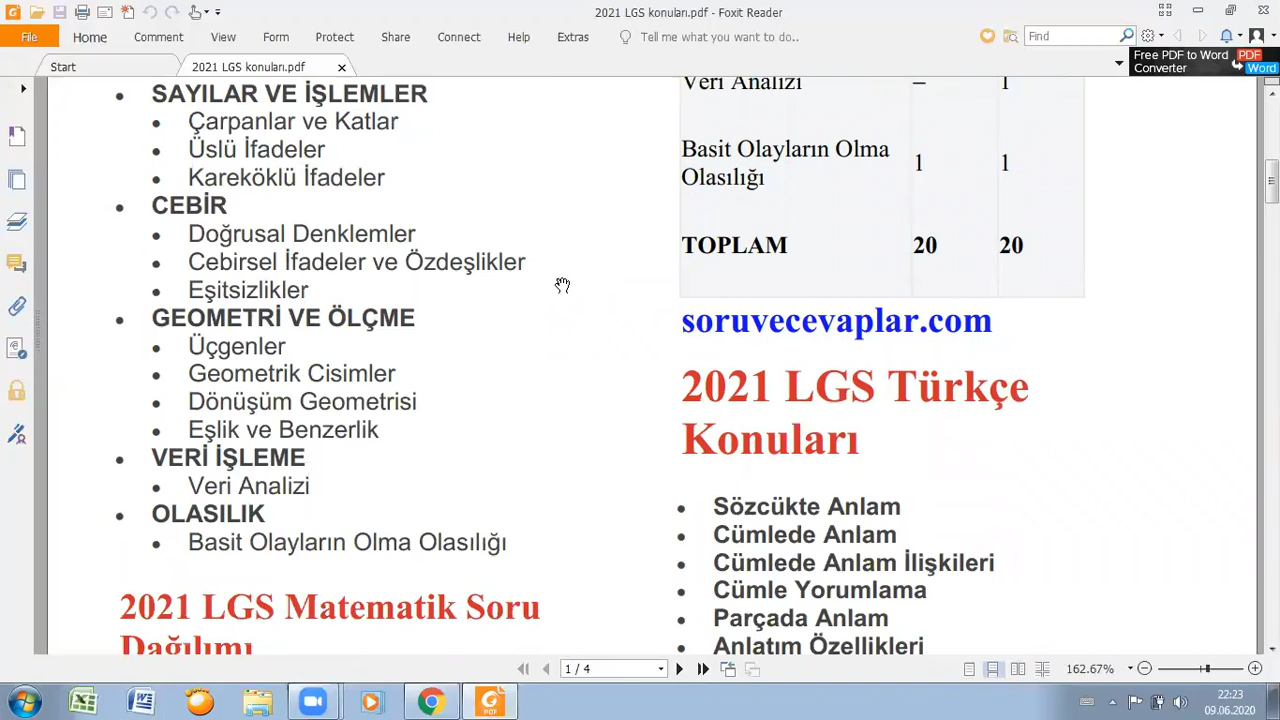 2021 LGS konuları.pdf - Foxit Reader
File
Home
Comment
View
Form
Protect
Share
Connect
Help
Extras
Tell me what you want to do..
Find
Start
2021 LGS konuları.pdf
Free PDF to Word
Converter
PDF
Word
SAYILAR VE İŞLEMLER
Çarpanlar ve Katlar
Üslü İfadeler
Kareköklü İfadeler
CEBİR
Doğrusal Denklemler
Cebirsel İfadeler ve Özdeşlikler
Eşitsizlikler
GEOMETRİ VE ÖLÇME
Üçgenler
Geometrik Cisimler
Dönüşüm Geometrisi
Eşlik ve Benzerlik
VERİ İŞLEME
Veri Analizi
OLASILIK
Basit Olayların Olma Olasılığı
2021 LGS Matematik Soru
Dağılımı
Veri Analizi – 1
Basit Olayların Olma
Olasılığı 1 1
TOPLAM 20 20
soruvecevaplar.com
2021 LGS Türkçe
Konuları
Sözcükte Anlam
Cümlede Anlam
Cümlede Anlam İlişkileri
Cümle Yorumlama
Parçada Anlam
Anlatım Özellikleri
1 / 4
162.67%
PDF
22:23
09.06.2020